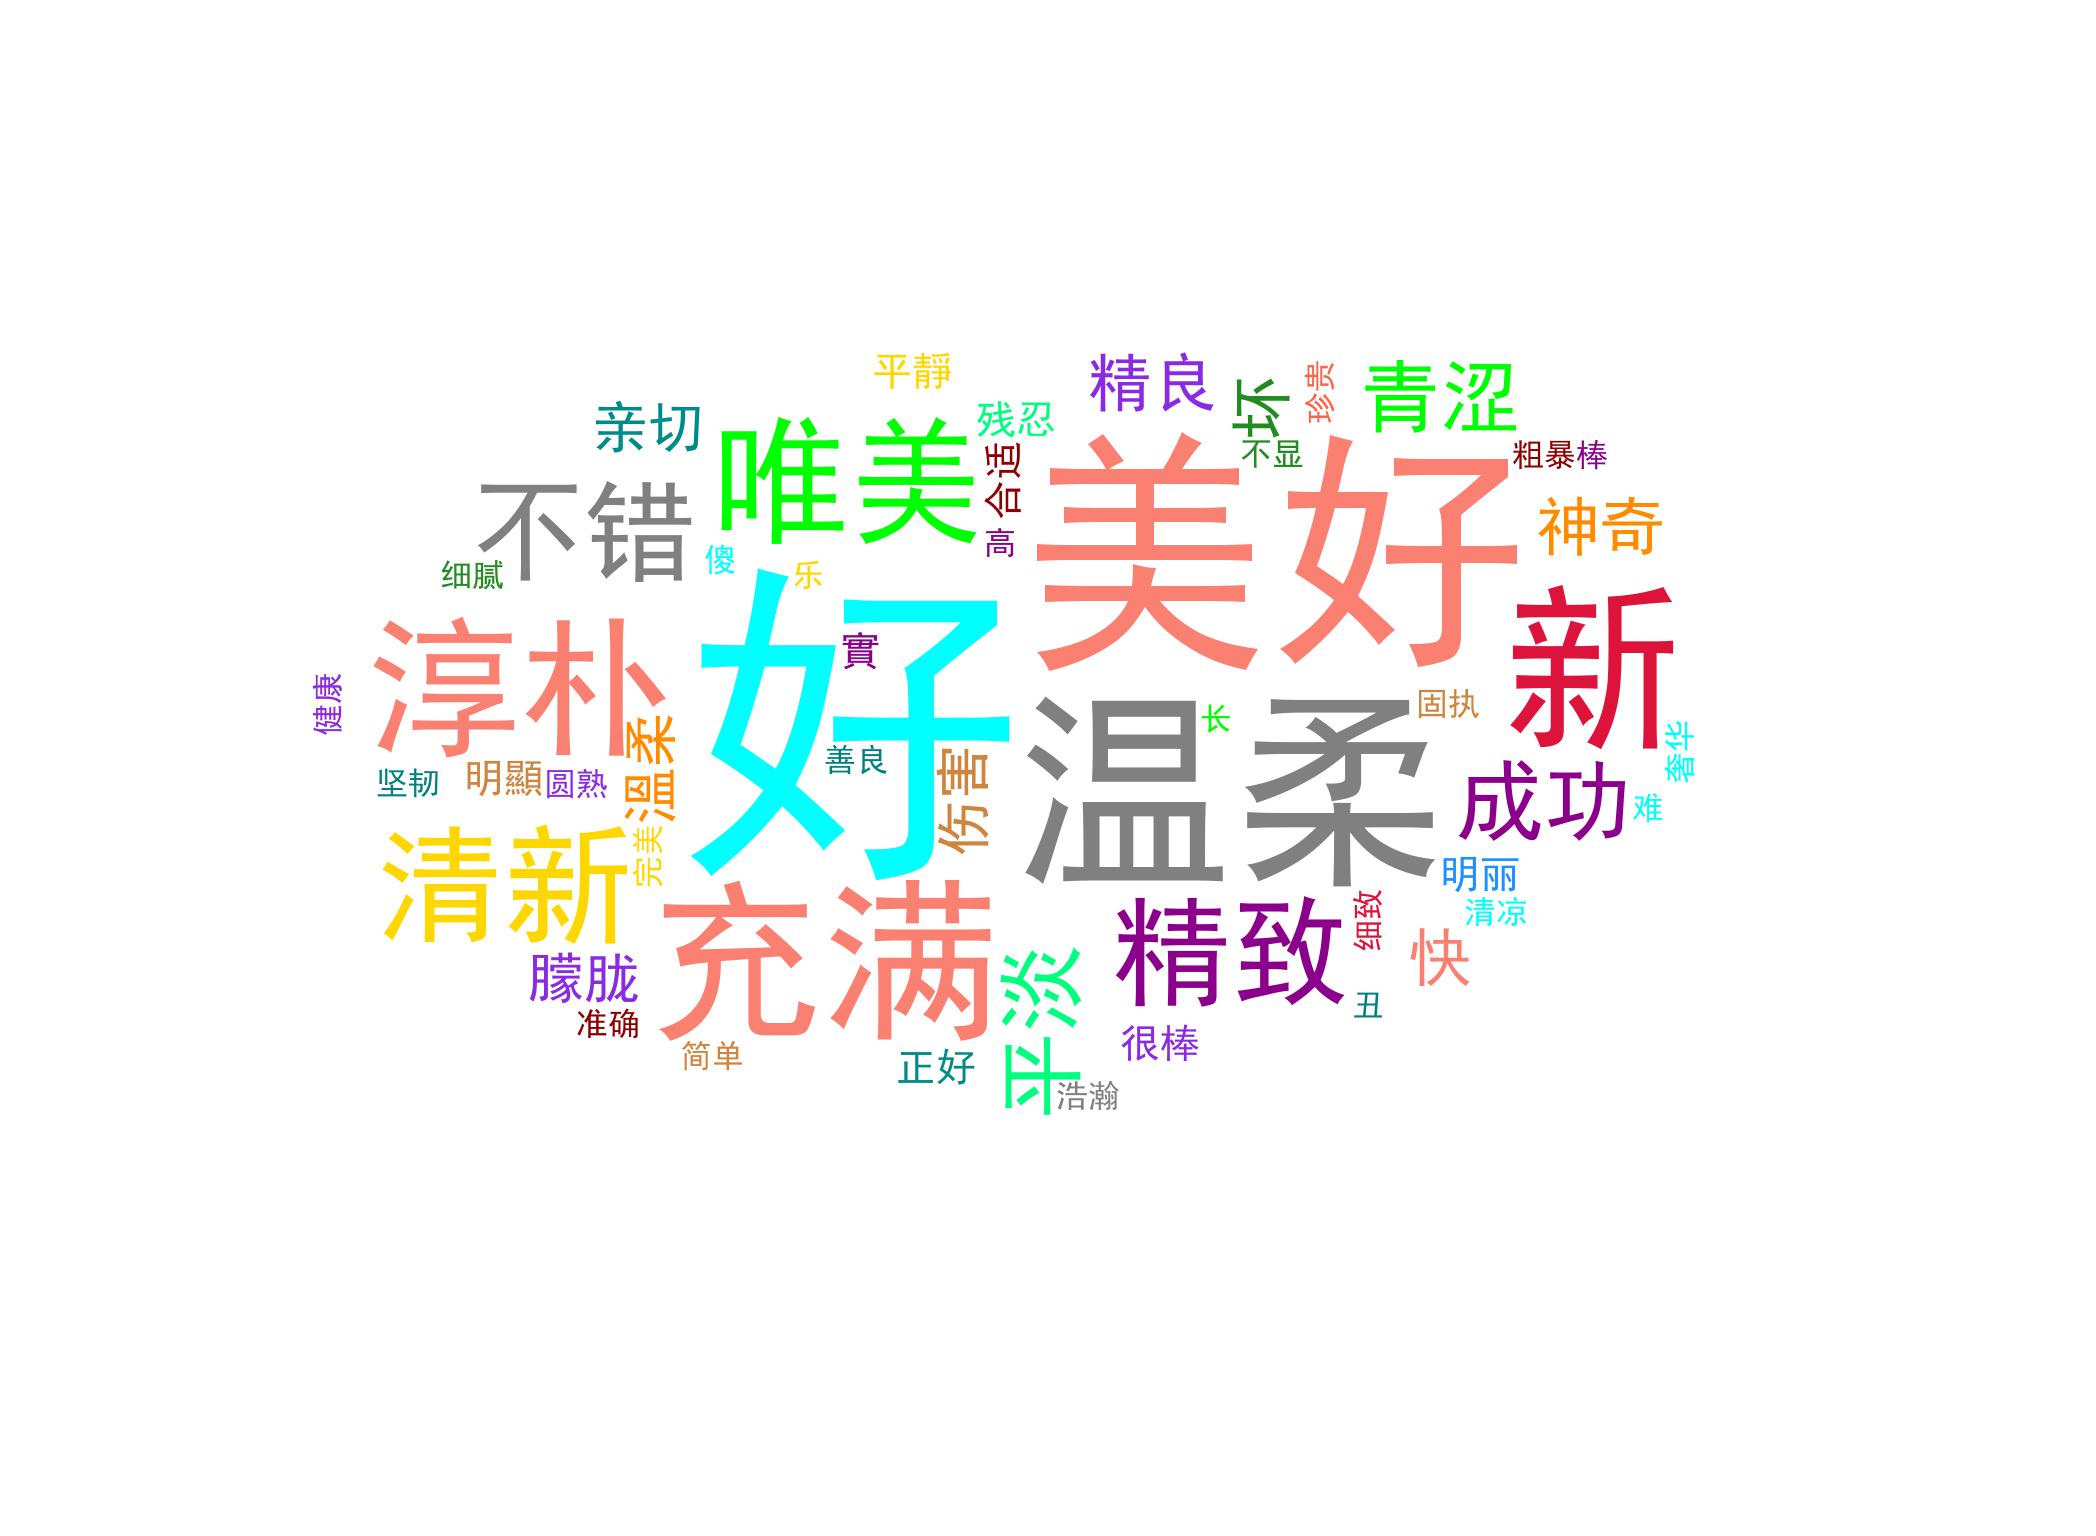 平靜
精良
珍贵
青涩
坏
亲切
残忍
唯美
合适
美好
不显
粗暴
棒
不错
神奇
高
傻
乐
细腻
好
新
淳朴
實
健康
温柔
长
固执
溫柔
善良
伤害
奢华
坚韧
明顯
圆熟
成功
难
清新
完美
明丽
充满
精致
细致
清凉
快
朦胧
平淡
丑
准确
简单
正好
很棒
浩瀚